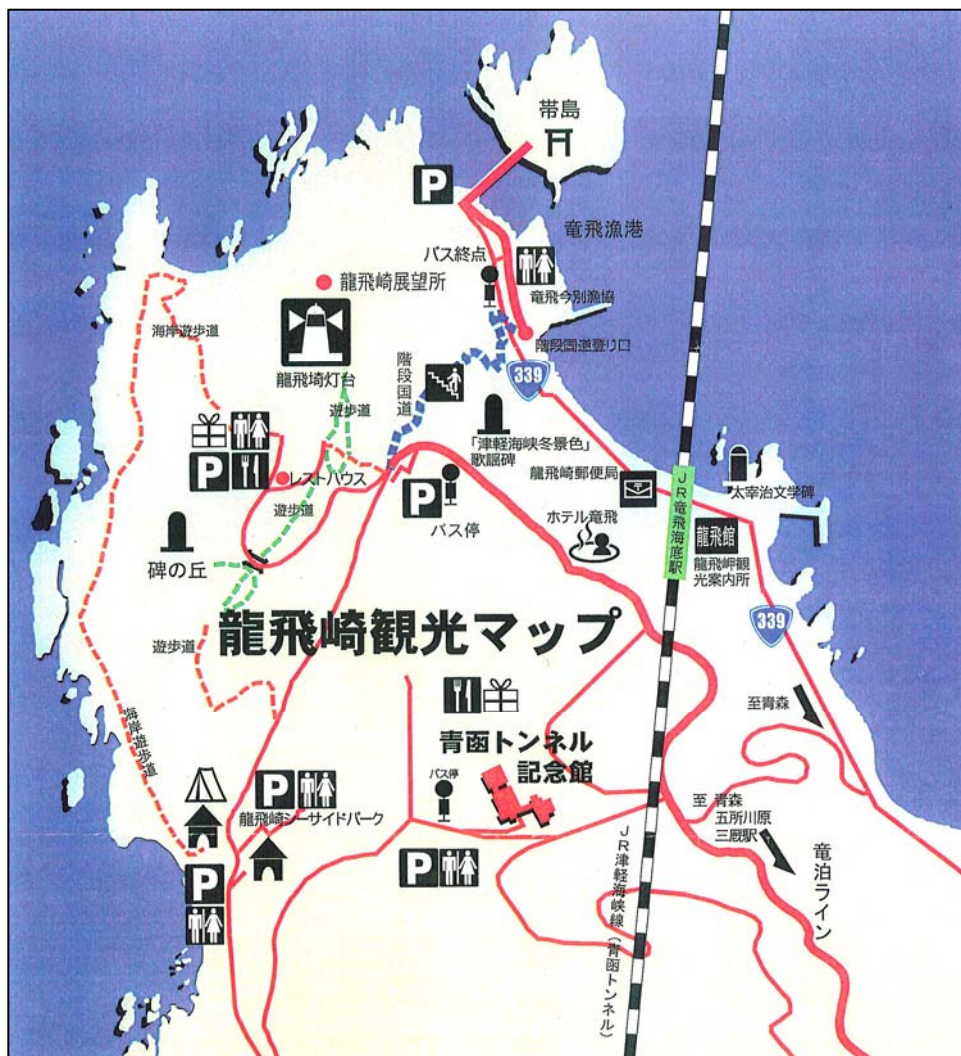 帯島
P
竜飛漁港
バス終点
龍飛崎展望所
竜飛今別漁協
海岸遊歩道
階段国道登り口
階段国道
339
龍飛埼灯台
遊歩道
「津軽海峡冬景色」
歌謡碑
龍飛崎郵便局
〒
太宰治文学碑
JR竜飛海底駅
P
レストハウス
P
バス停
遊歩道
ホテル竜飛
龍飛館
龍飛岬観
光案内所
碑の丘
339
龍飛崎観光マップ
遊歩道
至青森
海岸遊歩道
青函トンネル
記念館
バス停
P
龍飛崎シーサイドパーク
至 青森
五所川原
三厩駅
竜泊ライン
P
P
JR津軽海峡線(青函トンネル)